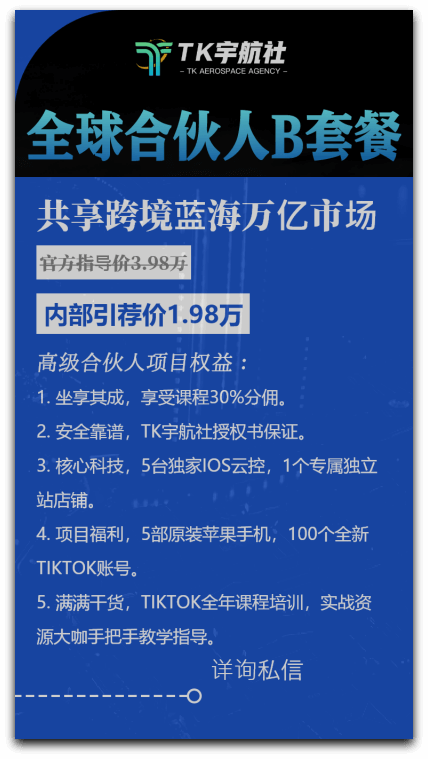 TK宇航社
- TK AEROSPACE AGENCY -
全球合伙人B套餐
共享跨境蓝海万亿市场
官方指导价3.98万
内部引荐价1.98万
高级合伙人项目权益：
1. 坐享其成，享受课程30%分佣。
2. 安全靠谱，TK宇航社授权书保证。
3. 核心科技，5台独家IOS云控，1个专属独立
站店铺。
4. 项目福利，5部原装苹果手机，100个全新
TIKTOK账号。
5. 满满干货，TIKTOK全年课程培训，实战资
源大咖手把手教学指导。
详询私信